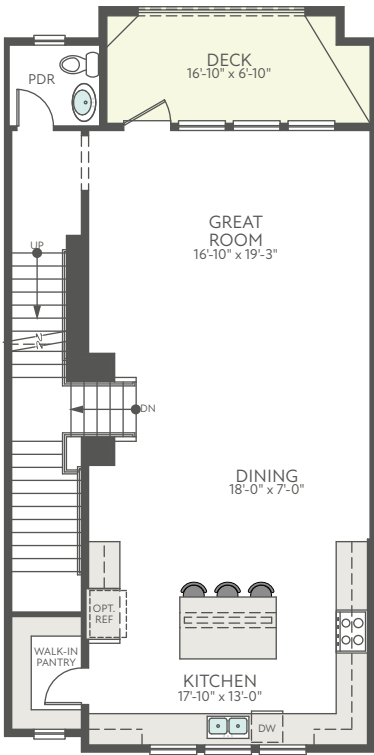 DECK
16'-10" x 6'-10"
PDR
GREAT
ROOM
16'-10" x 19'-3"
UP
DN
DINING
18'-0" x 7'-0"
OPT.
REF
WALK-IN
PANTRY
KITCHEN
17'-10" x 13'-0"
DW